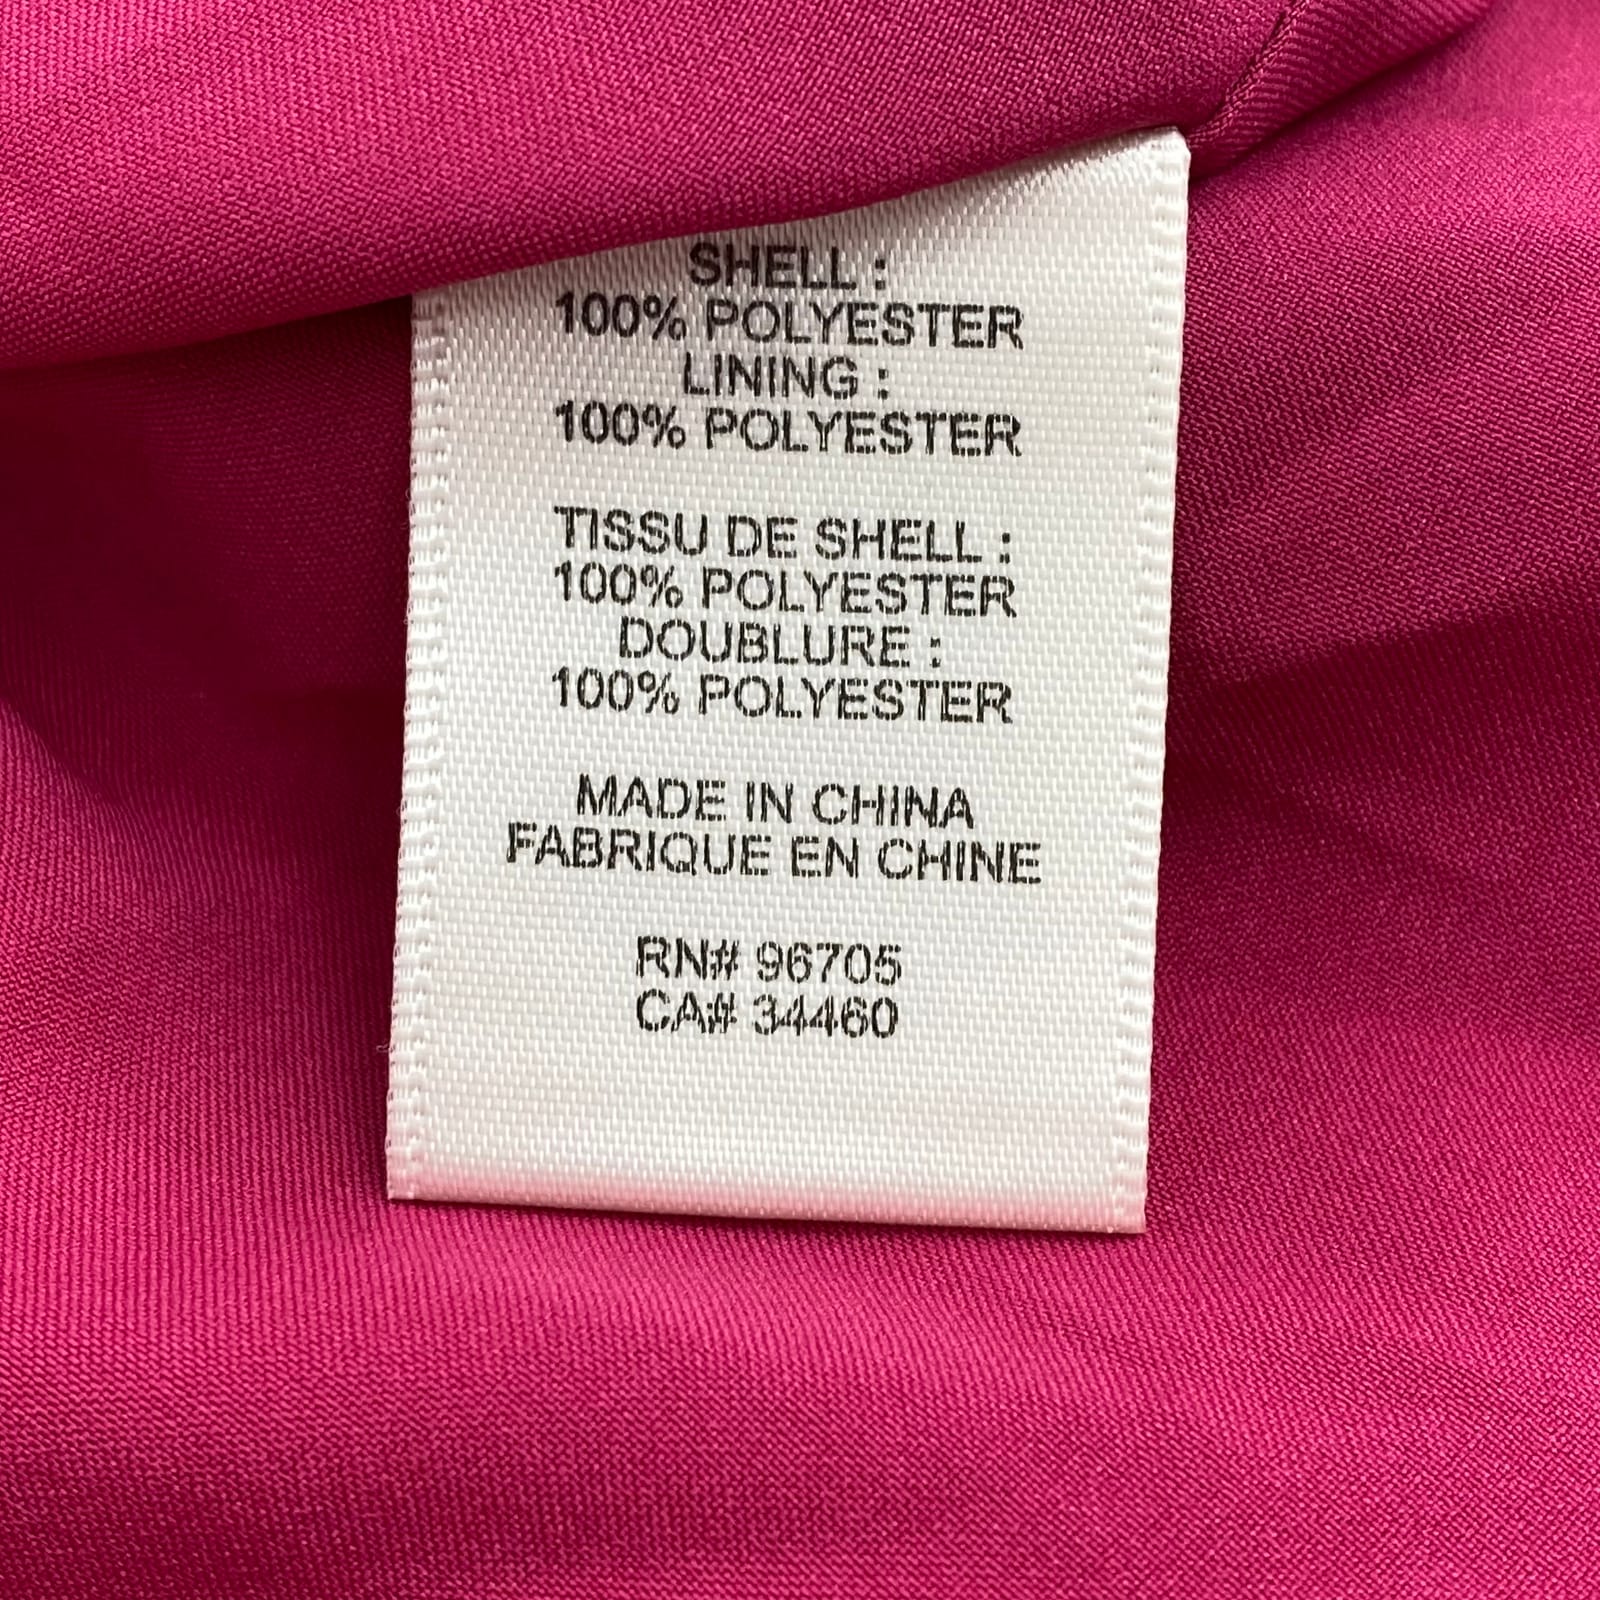 SHELL :
100% POLYESTER
LINING :
100% POLYESTER
TISSU DE SHELL :
100% POLYESTER
DOUBLURE :
100% POLYESTER
MADE IN CHINA
FABRIQUE EN CHINE
RN# 96705
CA# 34460